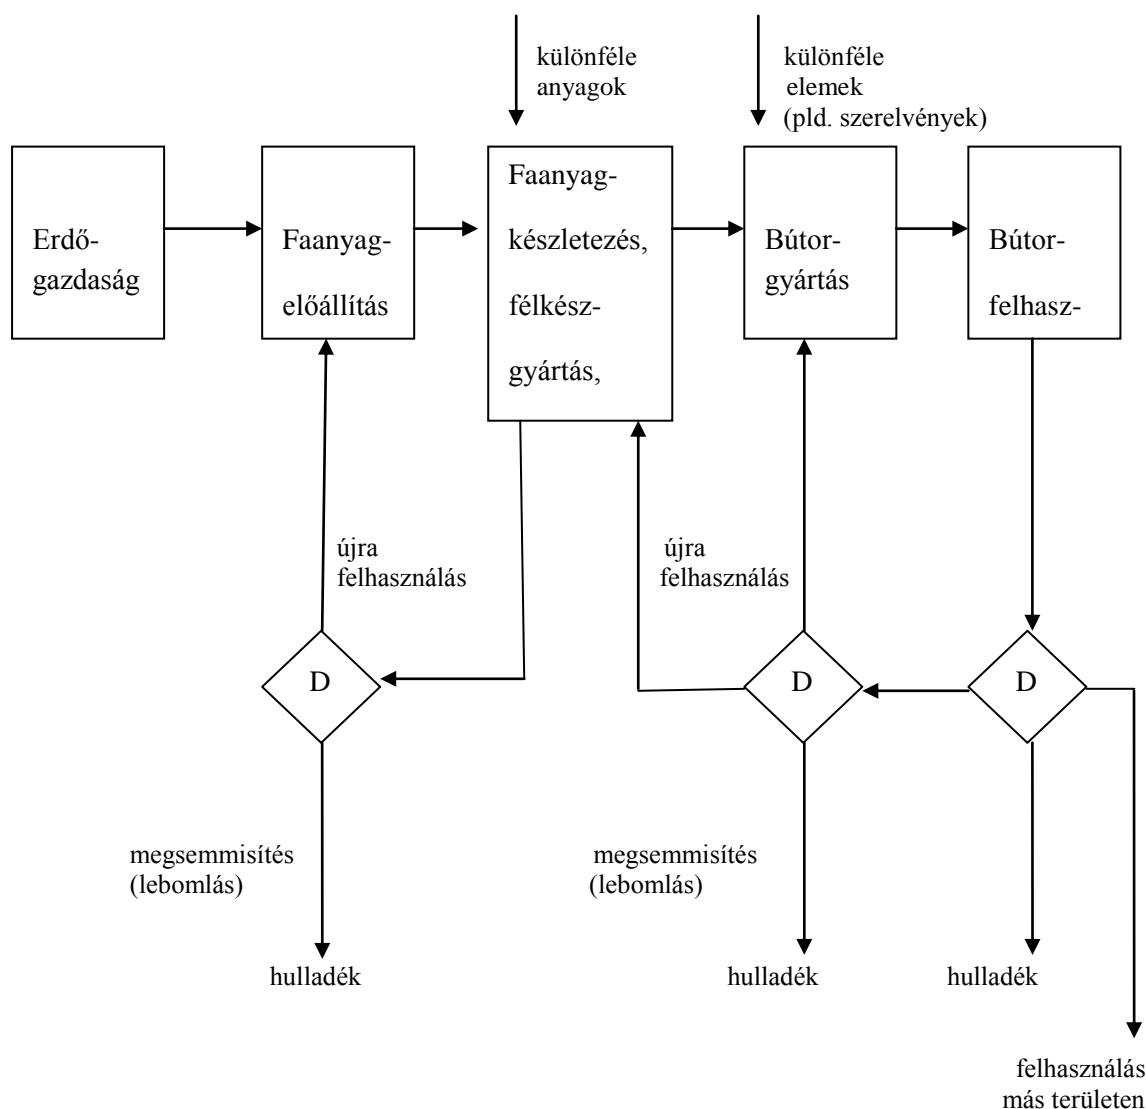 különféle
anyagok
különféle
elemek
(pld. szerelvények)
Erdő-
gazdaság
Faanyag-
előállítás
Faanyag-
készletezés,
félkész-
gyártás,
Bútor-
gyártás
Bútor-
felhasz-
újra
felhasználás
újra
felhasználás
D
D
D
megsemmisítés
(lebomlás)
megsemmisítés
(lebomlás)
hulladék
hulladék
hulladék
felhasználás
más területen